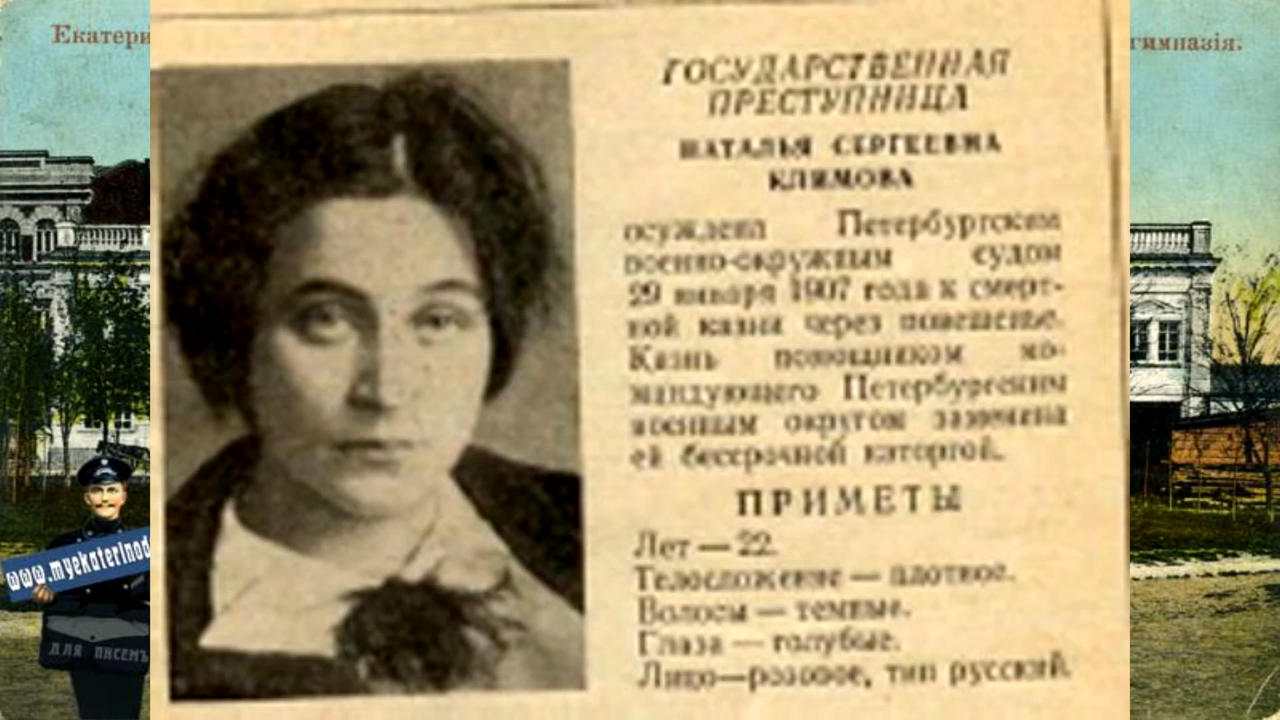 Екатери
гимназія.
ГОСУДАРСТВЕННАЯ
ПРЕСТУПНИЦА
НАТАЛЬЯ СЕРГЕЕВНА
КЛИМОВА
осуждена Петербургским
военно-окружным судом
29 января 1907 года к смерт-
ной казни через повешенье.
Казнь помощником ко-
мандующего Петербургским
военным округом заменена
ей бессрочной каторгой.
ПРИМЕТЫ
Лет — 22.
Телосложение — плотное.
Волосы — темные.
Глаза — голубые.
Лицо—розовое, тип русский.
www.myekaterinod
ДЛЯ ПИСЕМЪ